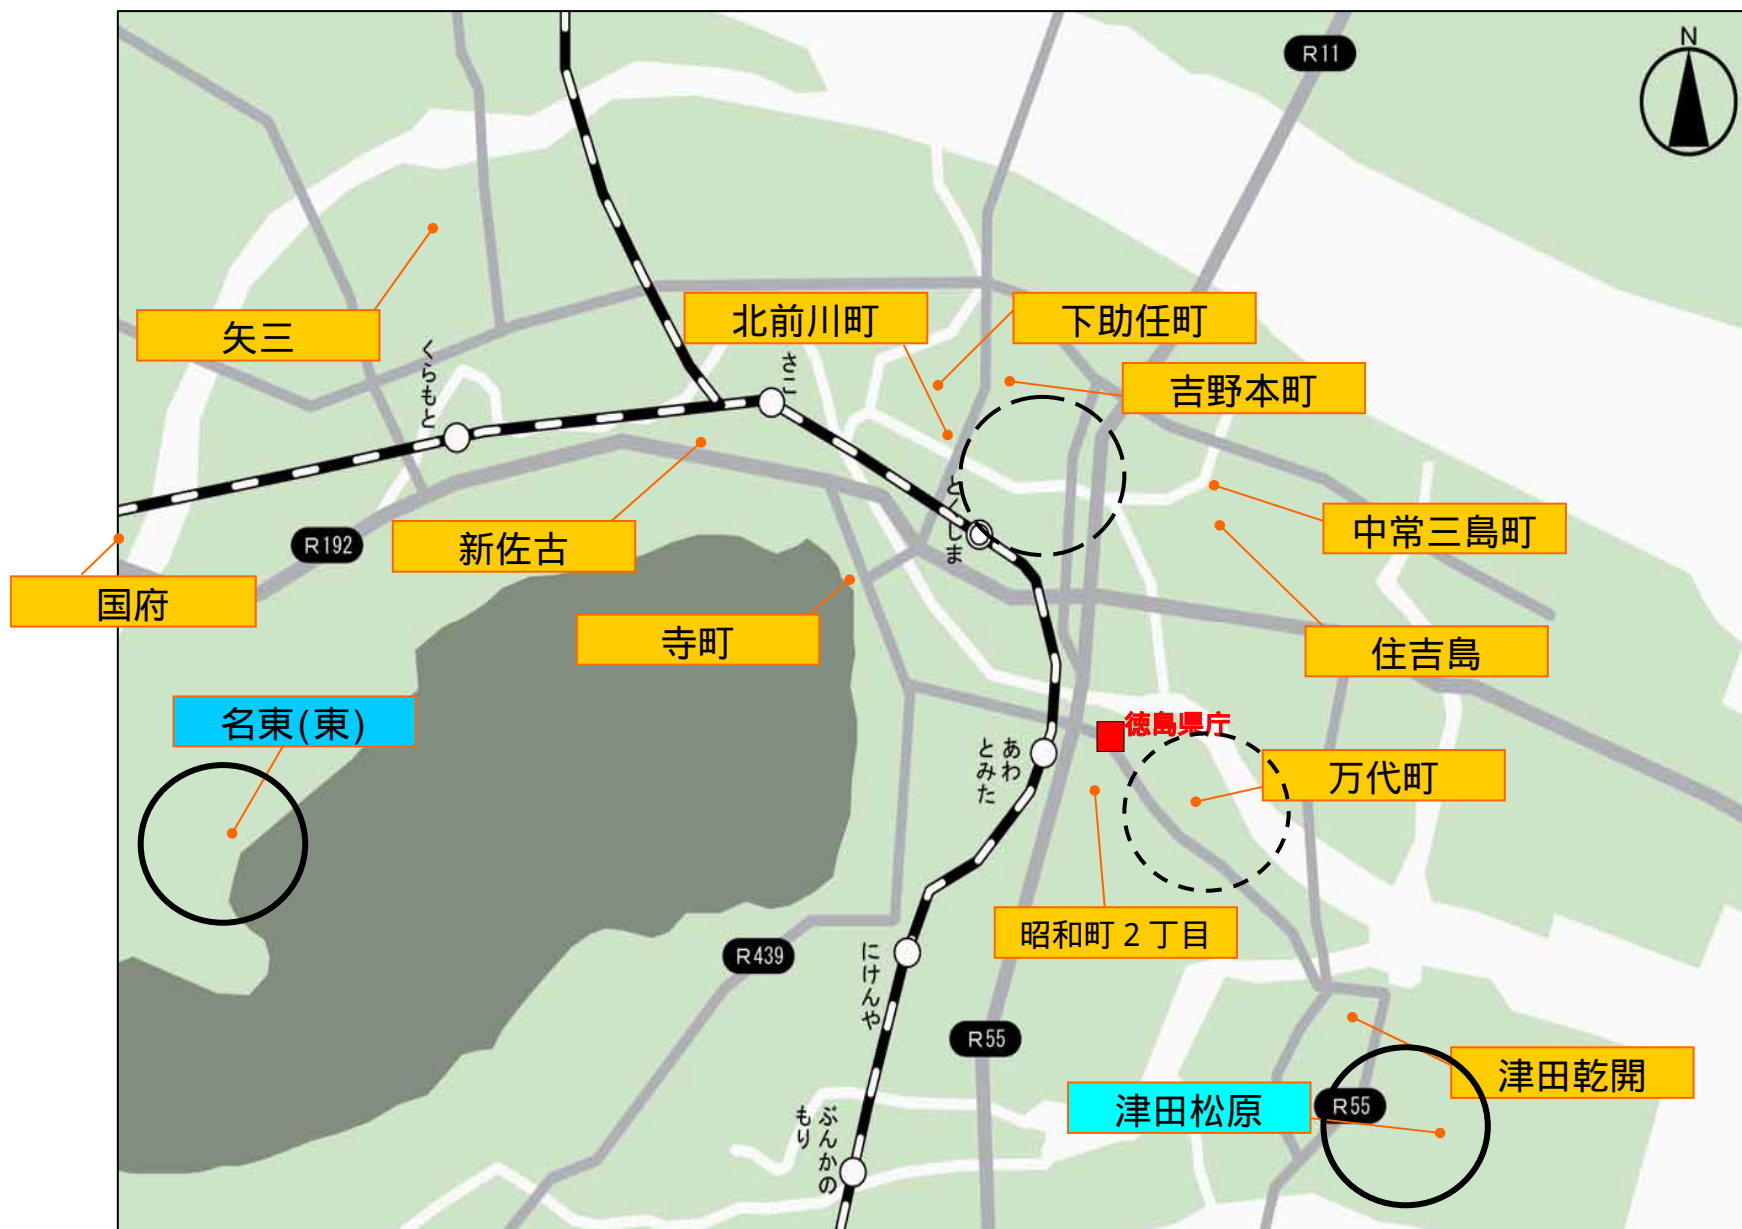 N
R11
矢三
北前川町
下助任町
くらもと
さこ
吉野本町
とくしま
R192
新佐古
中常三島町
国府
寺町
住吉島
名東(東)
徳島県庁
あわ
とみた
万代町
昭和町2丁目
R439
にけんや
R55
津田乾開
津田松原
R55
ぶんかの
もり